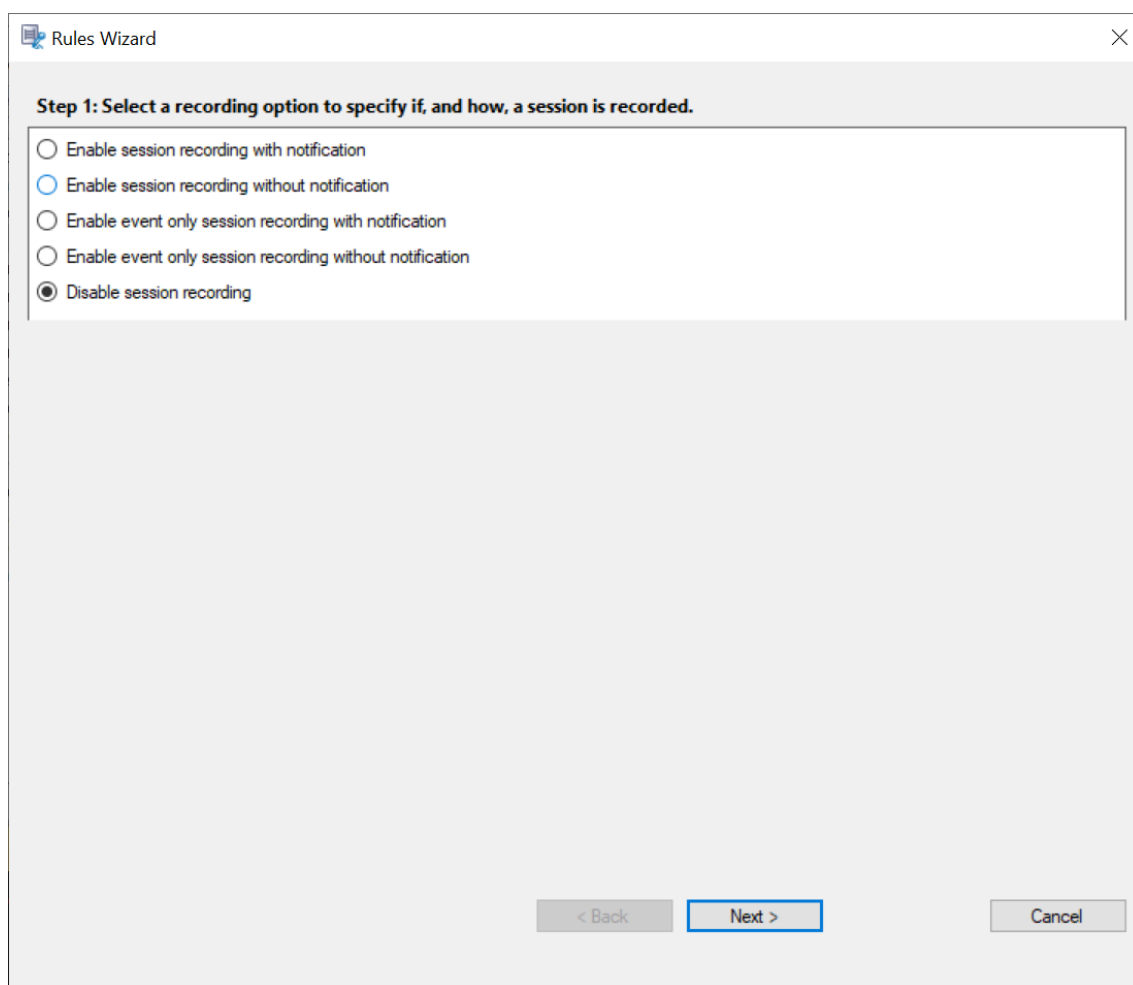 Rules Wizard
Step 1: Select a recording option to specify if, and how, a session is recorded.
Enable session recording with notification
Enable session recording without notification
Enable event only session recording with notification
Enable event only session recording without notification
Disable session recording
< Back Next > Cancel